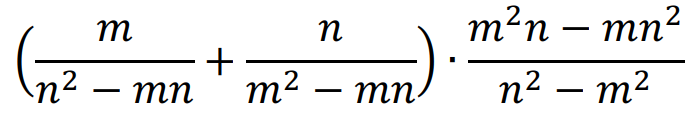 (m/(n² − mn) + n/(m² − mn)) · (m²n − mn²)/(n² − m²)